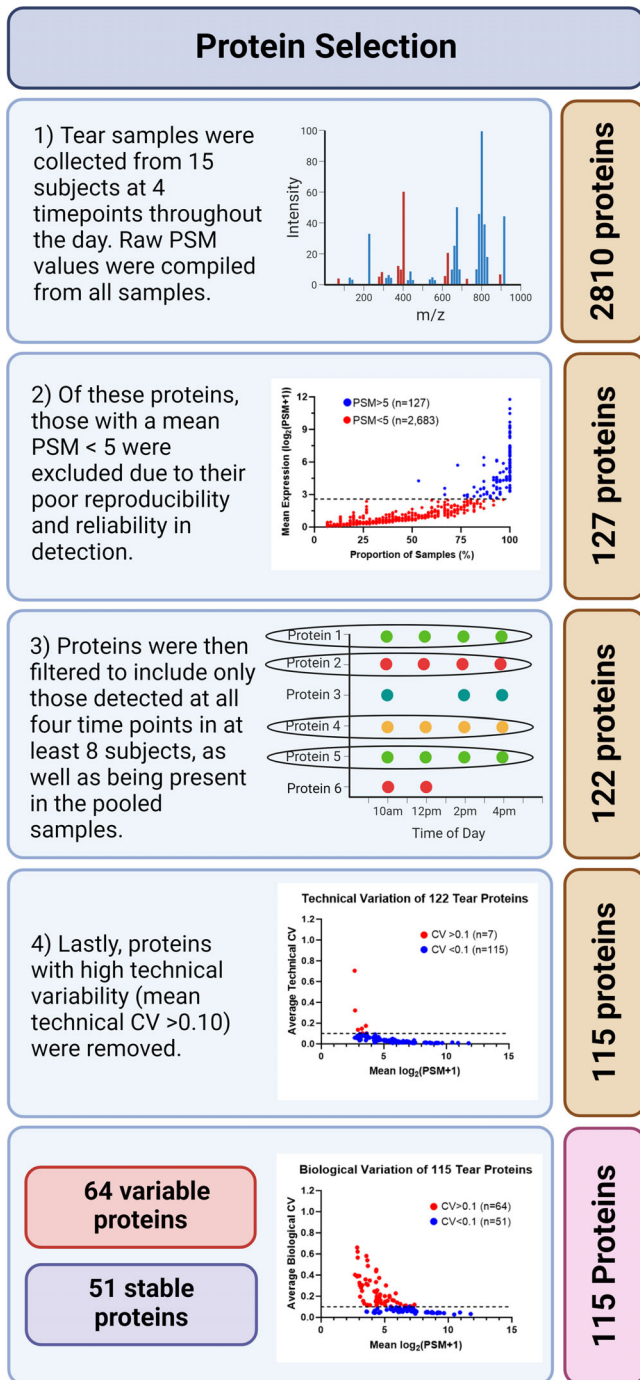 Protein Selection
1) Tear samples were
collected from 15
subjects at 4
timepoints throughout
the day. Raw PSM
values were compiled
from all samples.
100
80
60
40
20
0
Intensity
200 400 600 800 1000
m/z
2810 proteins
2) Of these proteins,
those with a mean
PSM < 5 were
excluded due to their
poor reproducibility
and reliability in
detection.
PSM>5 (n=127)
PSM<5 (n=2,683)
Mean Expression (log₂(PSM+1))
12
9
6
3
0
0 25 50 75 100
Proportion of Samples (%)
127 proteins
3) Proteins were then
filtered to include only
those detected at all
four time points in at
least 8 subjects, as
well as being present
in the pooled
samples.
Protein 1
Protein 2
Protein 3
Protein 4
Protein 5
Protein 6
10am 12pm 2pm 4pm
Time of Day
122 proteins
4) Lastly, proteins
with high technical
variability (mean
technical CV >0.10)
were removed.
Technical Variation of 122 Tear Proteins
CV >0.1 (n=7)
CV <0.1 (n=115)
Average Technical CV
1.2
1.0
0.8
0.6
0.4
0.2
0.0
0 5 10 15
Mean log₂(PSM+1)
115 proteins
64 variable
proteins
51 stable
proteins
Biological Variation of 115 Tear Proteins
CV>0.1 (n=64)
CV<0.1 (n=51)
Average Biological CV
1.2
1.0
0.8
0.6
0.4
0.2
0.0
0 5 10 15
Mean log₂(PSM+1)
115 Proteins